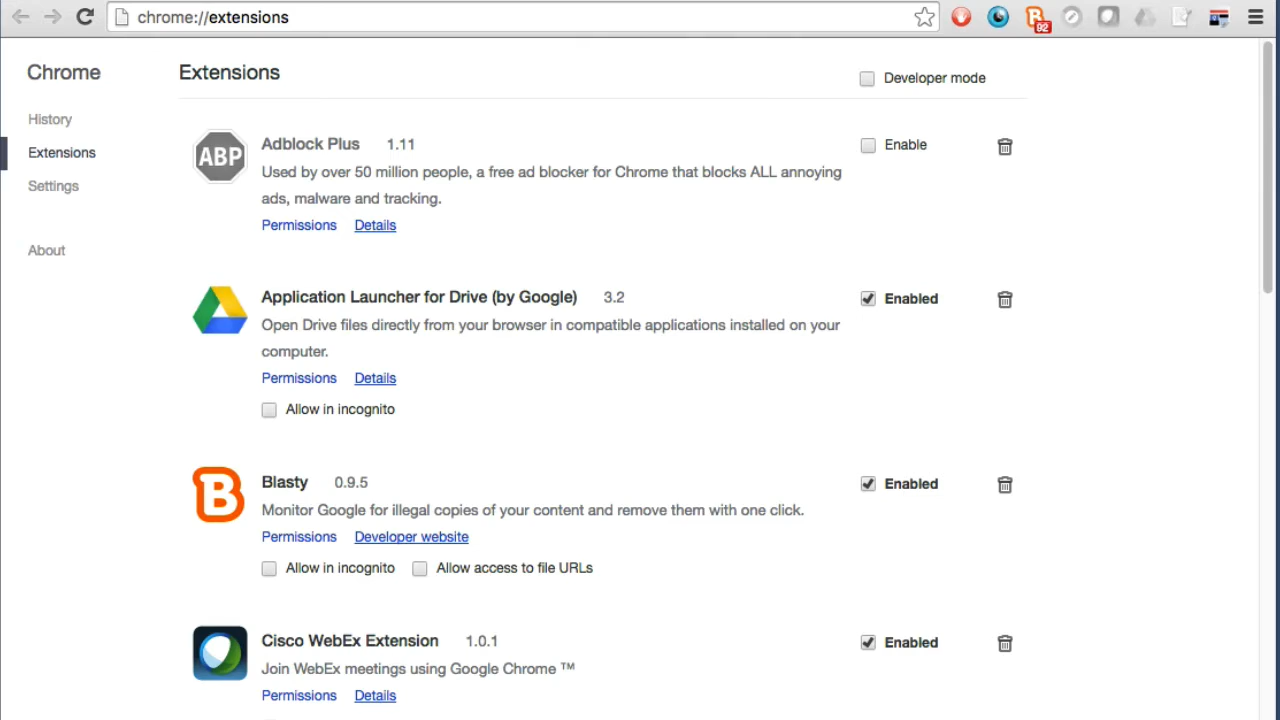 chrome://extensions
92
Chrome
Extensions
Developer mode
History
Extensions
Settings
About
ABP
Adblock Plus 1.11
Enable
Used by over 50 million people, a free ad blocker for Chrome that blocks ALL annoying
ads, malware and tracking.
Permissions Details
Application Launcher for Drive (by Google) 3.2
Enabled
Open Drive files directly from your browser in compatible applications installed on your
computer.
Permissions Details
Allow in incognito
B
Blasty 0.9.5
Enabled
Monitor Google for illegal copies of your content and remove them with one click.
Permissions Developer website
Allow in incognito Allow access to file URLs
Cisco WebEx Extension 1.0.1
Enabled
Join WebEx meetings using Google Chrome ™
Permissions Details